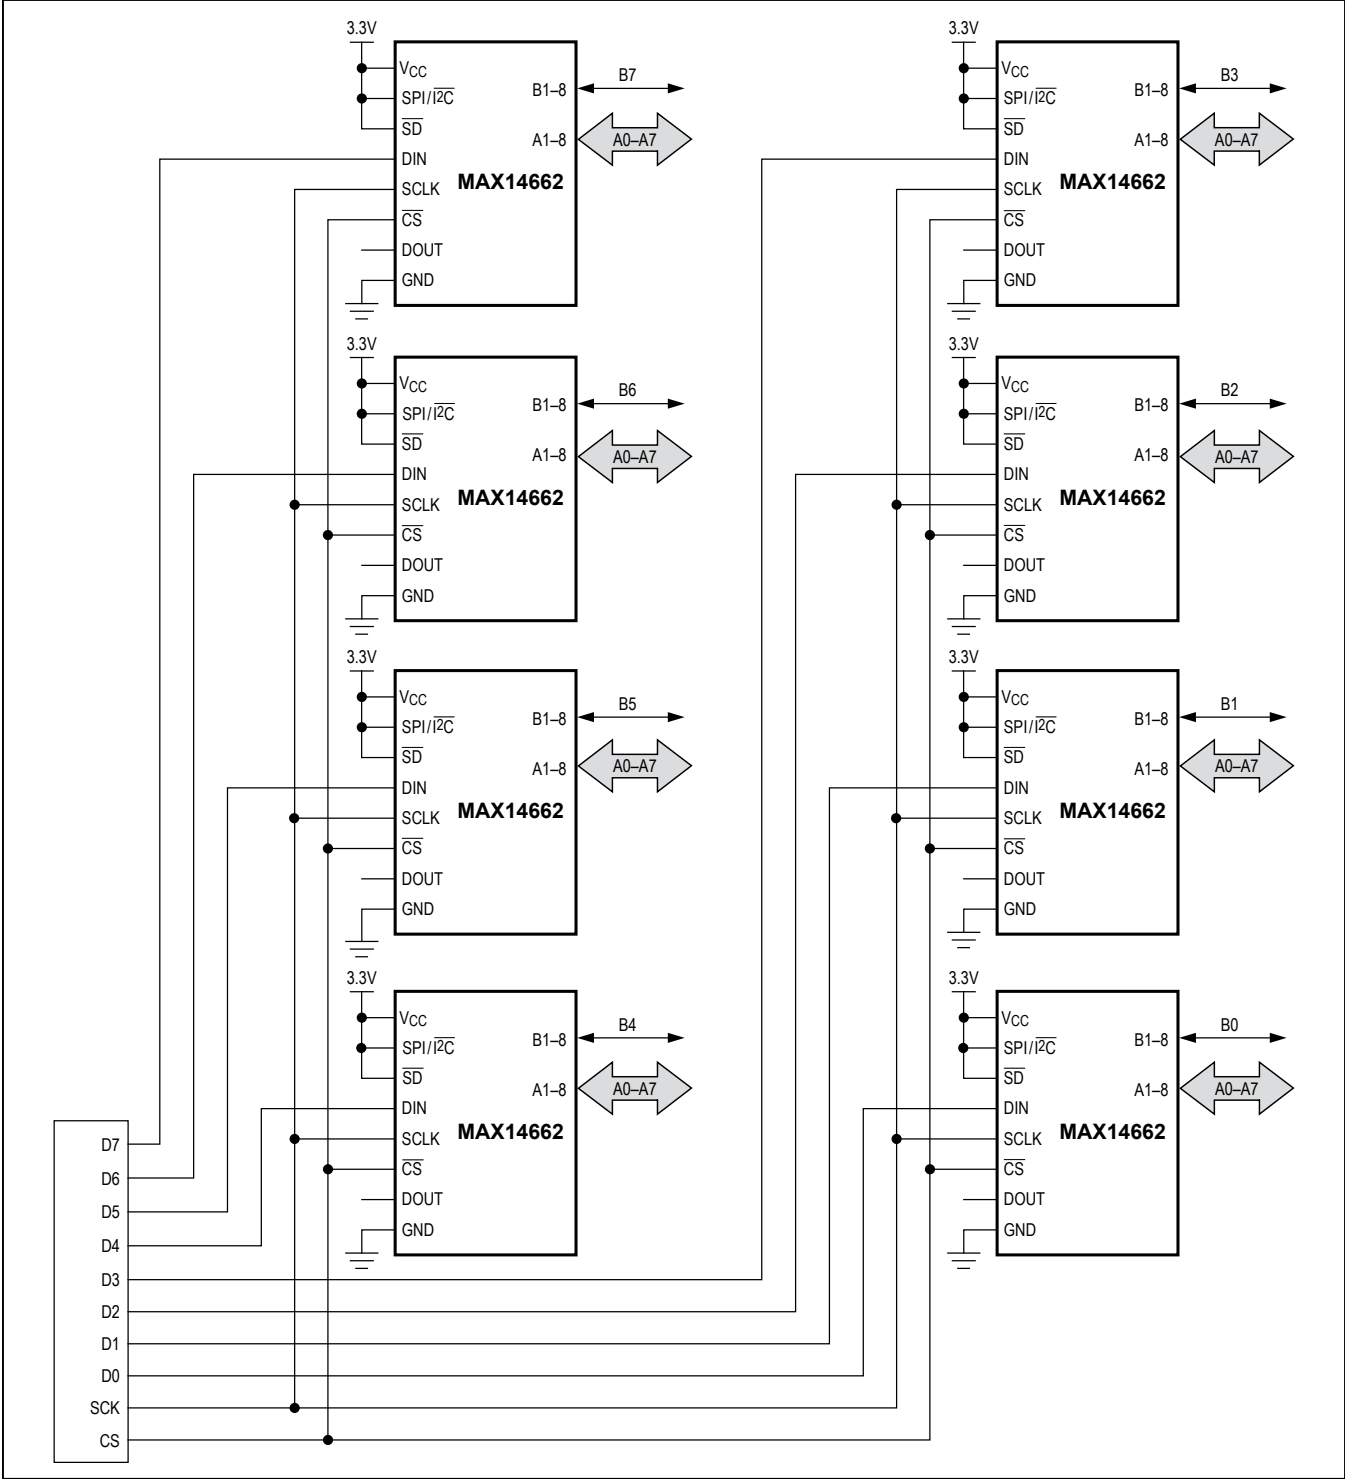 3.3V
VCC
SPI/I2C
SD
DIN
SCLK
CS
DOUT
GND
B1–8
A1–8
MAX14662
B7
A0–A7
3.3V
VCC
SPI/I2C
SD
DIN
SCLK
CS
DOUT
GND
B1–8
A1–8
MAX14662
B3
A0–A7
3.3V
VCC
SPI/I2C
SD
DIN
SCLK
CS
DOUT
GND
B1–8
A1–8
MAX14662
B6
A0–A7
3.3V
VCC
SPI/I2C
SD
DIN
SCLK
CS
DOUT
GND
B1–8
A1–8
MAX14662
B2
A0–A7
3.3V
VCC
SPI/I2C
SD
DIN
SCLK
CS
DOUT
GND
B1–8
A1–8
MAX14662
B5
A0–A7
3.3V
VCC
SPI/I2C
SD
DIN
SCLK
CS
DOUT
GND
B1–8
A1–8
MAX14662
B1
A0–A7
3.3V
VCC
SPI/I2C
SD
DIN
SCLK
CS
DOUT
GND
B1–8
A1–8
MAX14662
B4
A0–A7
3.3V
VCC
SPI/I2C
SD
DIN
SCLK
CS
DOUT
GND
B1–8
A1–8
MAX14662
B0
A0–A7
D7
D6
D5
D4
D3
D2
D1
D0
SCK
CS